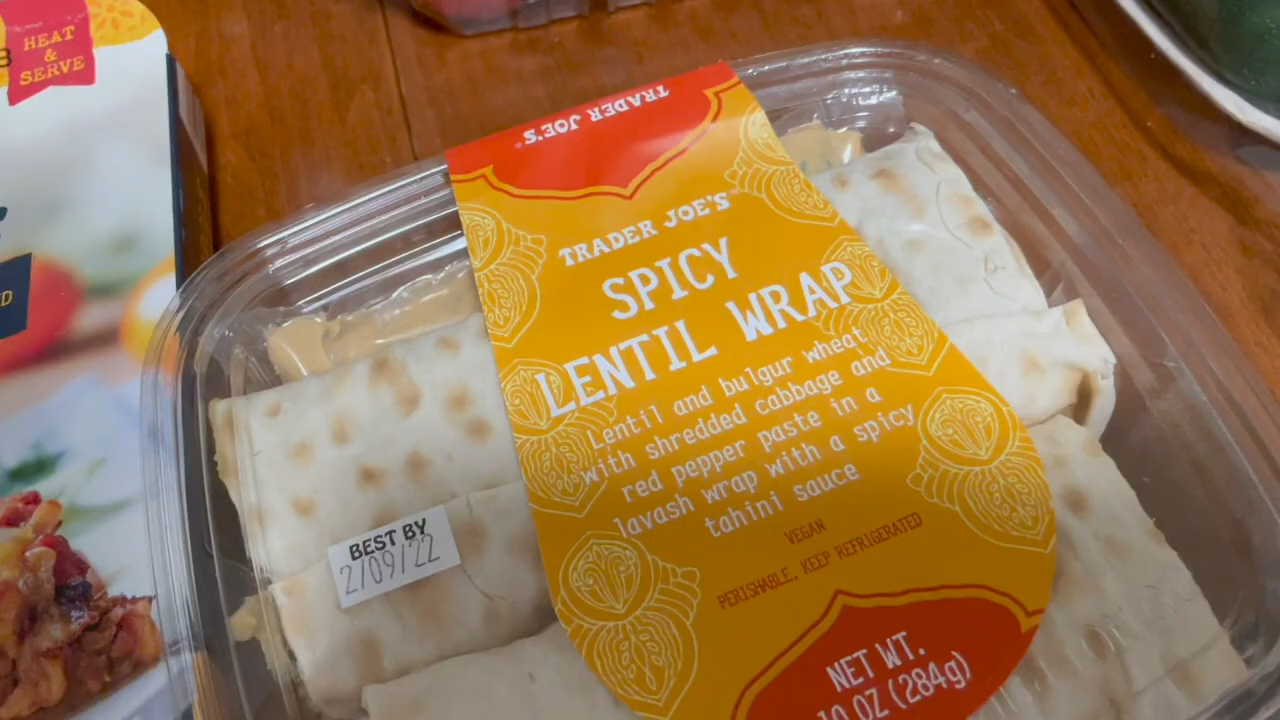 HEAT
&
SERVE
TRADER JOE'S
TRADER JOE'S
SPICY
LENTIL WRAP
Lentil and bulgur wheat
with shredded cabbage and
red pepper paste in a
lavash wrap with a spicy
tahini sauce
VEGAN
PERISHABLE, KEEP REFRIGERATED
BEST BY
2/09/22
NET WT.
10 OZ (284g)